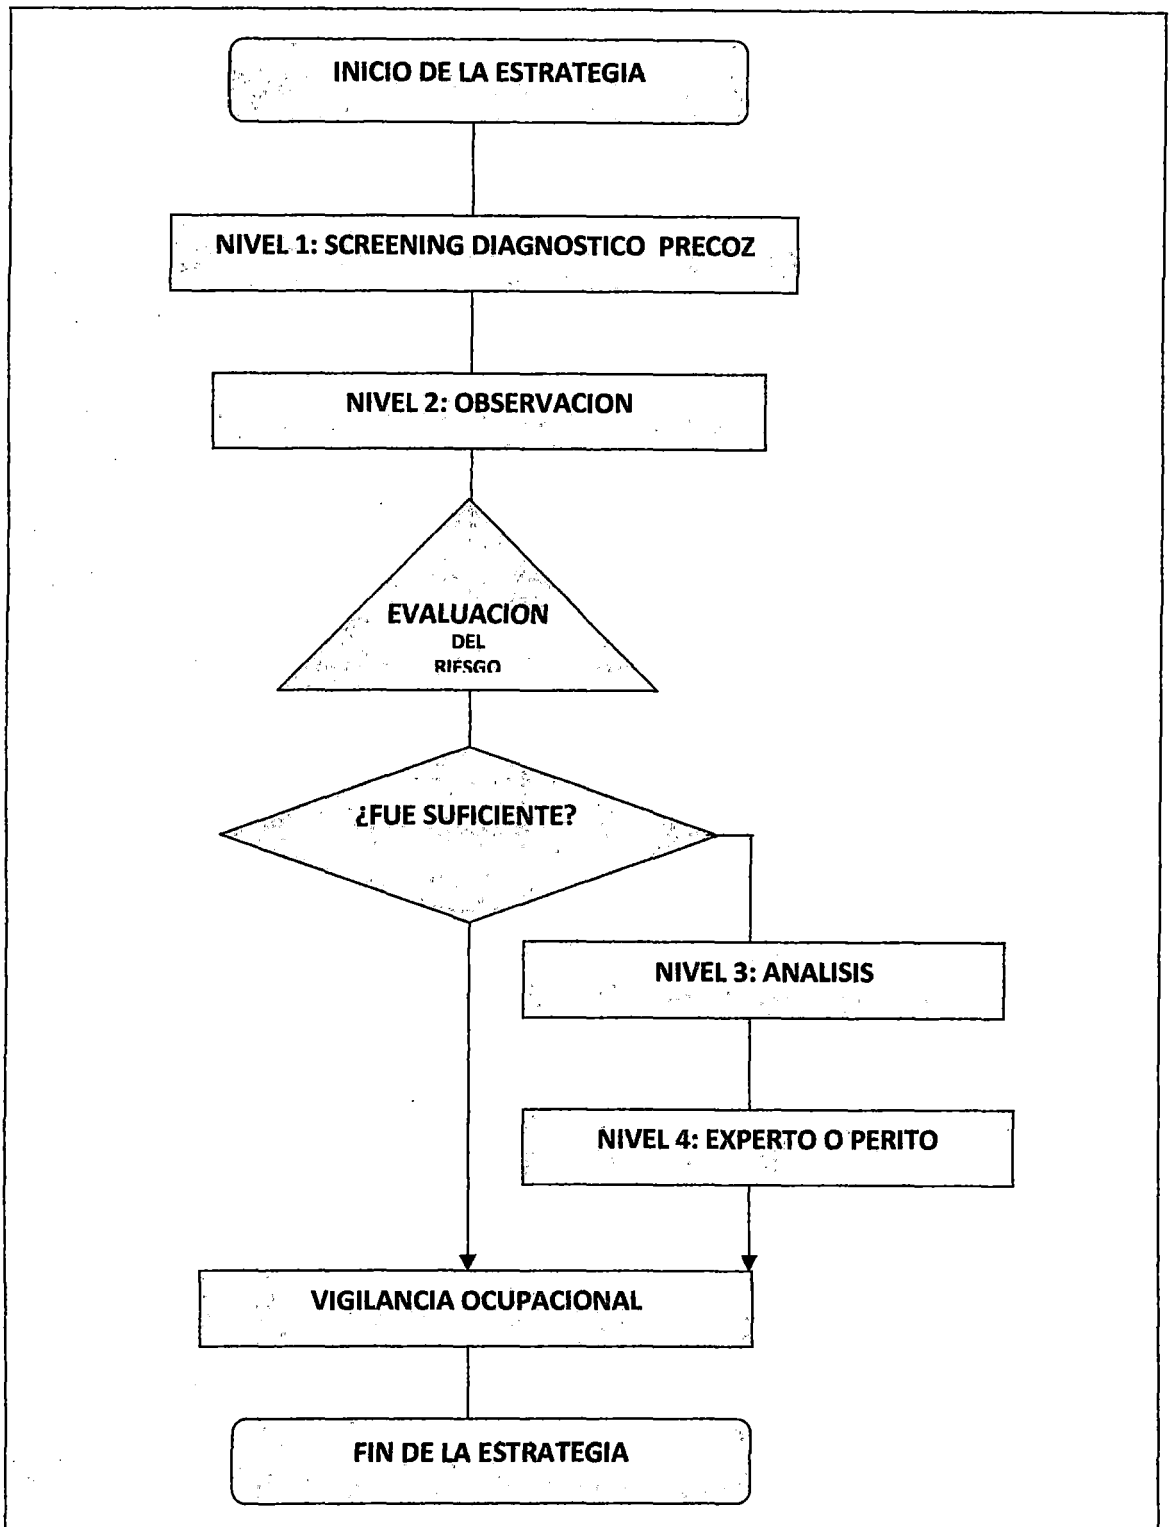 INICIO DE LA ESTRATEGIA
NIVEL 1: SCREENING DIAGNOSTICO PRECOZ
NIVEL 2: OBSERVACION
EVALUACION
DEL
RIESGO
¿FUE SUFICIENTE?
NIVEL 3: ANALISIS
NIVEL 4: EXPERTO O PERITO
VIGILANCIA OCUPACIONAL
FIN DE LA ESTRATEGIA